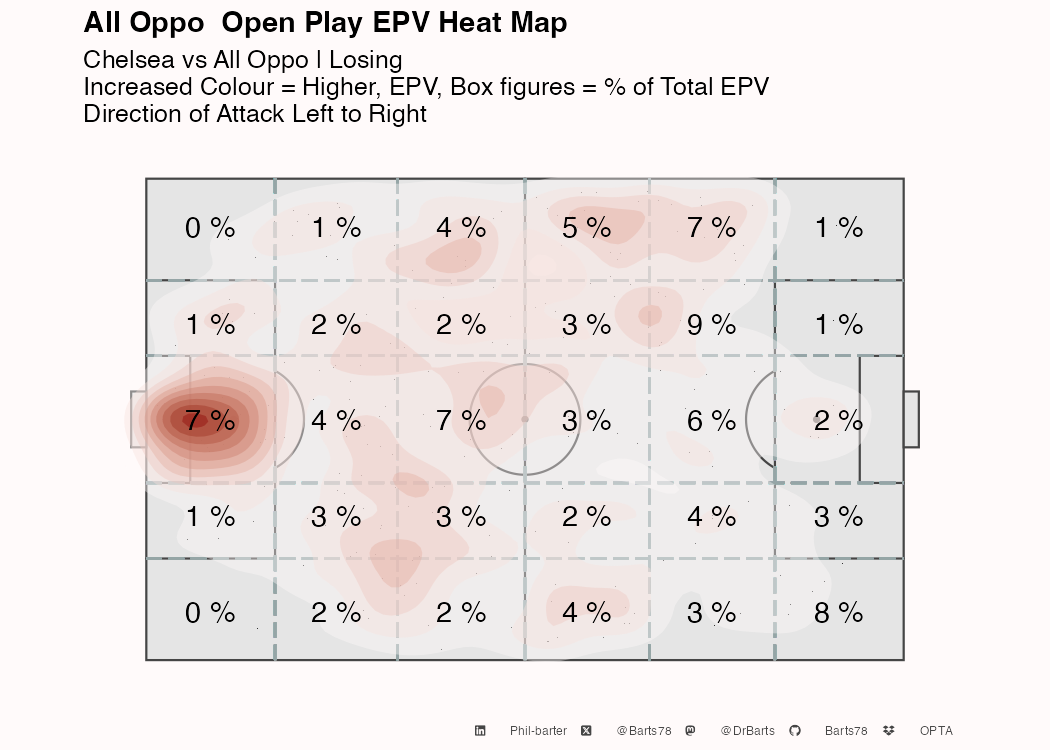 All Oppo  Open Play EPV Heat Map
Chelsea vs All Oppo | Losing
Increased Colour = Higher, EPV, Box figures = % of Total EPV
Direction of Attack Left to Right
0 % 1 % 4 % 5 % 7 % 1 %
1 % 2 % 2 % 3 % 9 % 1 %
7 % 4 % 7 % 3 % 6 % 2 %
1 % 3 % 3 % 2 % 4 % 3 %
0 % 2 % 2 % 4 % 3 % 8 %
Phil-barter @Barts78 @DrBarts Barts78 OPTA